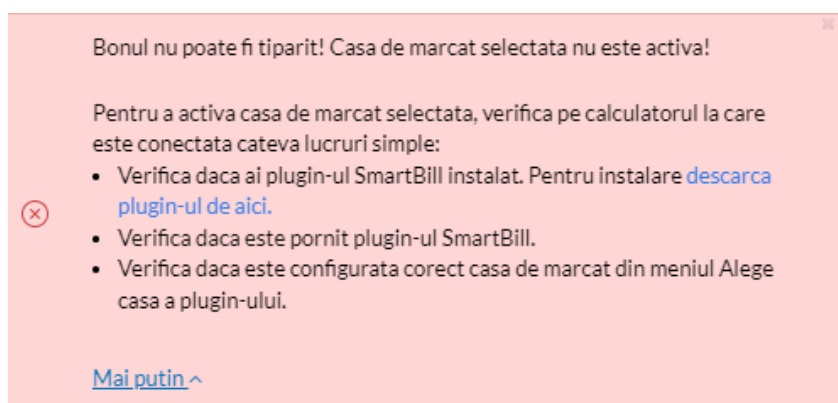 Bonul nu poate fi tiparit! Casa de marcat selectata nu este activa!
Pentru a activa casa de marcat selectata, verifica pe calculatorul la care
este conectata cateva lucruri simple:
• Verifica daca ai plugin-ul SmartBill instalat. Pentru instalare descarca
plugin-ul de aici.
• Verifica daca este pornit plugin-ul SmartBill.
• Verifica daca este configurata corect casa de marcat din meniul Alege
casa a plugin-ului.
Mai putin